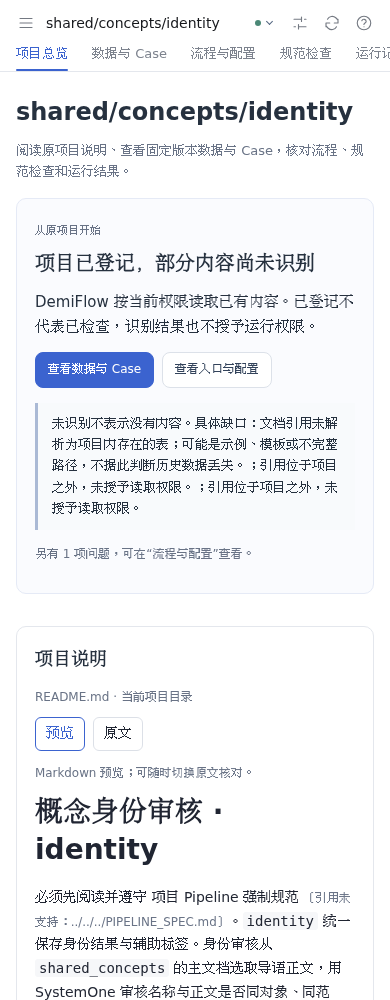 shared/concepts/identity
项目总览 数据与 Case 流程与配置 规范检查 运行记
shared/concepts/identity
阅读原项目说明、查看固定版本数据与 Case，核对流程、规
范检查和运行结果。
从原项目开始
项目已登记，部分内容尚未识别
DemiFlow 按当前权限读取已有内容。已登记不
代表已检查，识别结果也不授予运行权限。
查看数据与 Case 查看入口与配置
未识别不表示没有内容。具体缺口：文档引用未解
析为项目内存在的表；可能是示例、模板或不完整
路径，不据此判断历史数据丢失。；引用位于项目
之外，未授予读取权限。；引用位于项目之外，未
授予读取权限。
另有 1 项问题，可在“流程与配置”查看。
项目说明
README.md · 当前项目目录
预览 原文
Markdown 预览；可随时切换原文核对。
概念身份审核 ·
identity
必须先阅读并遵守 项目 Pipeline 强制规范 〔引用未
支持：../../../PIPELINE_SPEC.md〕。identity 统一
保存身份结果与辅助标签。身份审核从
shared_concepts 的主文档选取导语正文，用
SystemOne 审核名称与正文是否同对象、同范